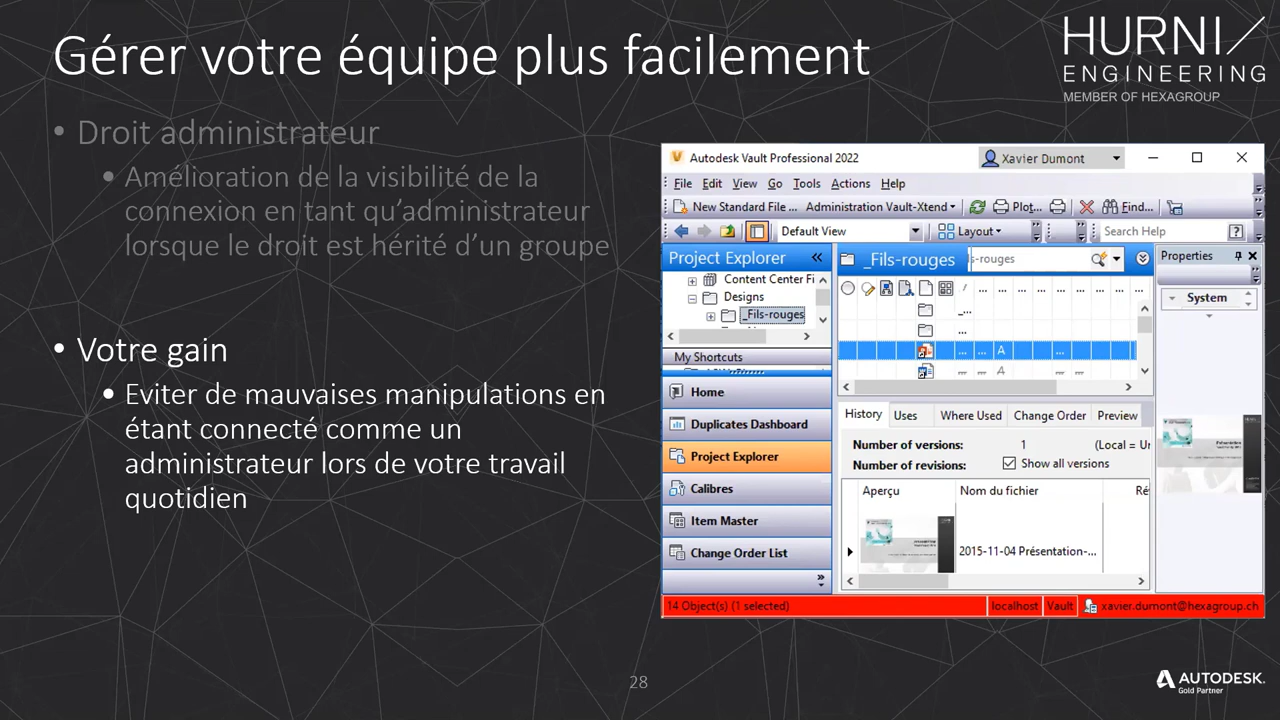 Gérer votre équipe plus facilement
HURNI
ENGINEERING
MEMBER OF HEXAGROUP
• Droit administrateur
• Amélioration de la visibilité de la
connexion en tant qu'administrateur
lorsque le droit est hérité d'un groupe
• Votre gain
• Eviter de mauvaises manipulations en
étant connecté comme un
administrateur lors de votre travail
quotidien
Autodesk Vault Professional 2022
Xavier Dumont
File Edit View Go Tools Actions Help
New Standard File ... Administration Vault-Xtend Plot... Find...
Default View Layout Search Help ?
Project Explorer
Content Center Fi
Designs
_Fils-rouges
My Shortcuts
Home
Duplicates Dashboard
Project Explorer
Calibres
Item Master
Change Order List
_Fils-rouges
ls-rouges
/ ... ... ... ... ... ... ... ... ...
_...
...
... ... A ...
A
History Uses Where Used Change Order Preview
Number of versions: 1 (Local = Ur
Number of revisions: Show all versions
Aperçu Nom du fichier Ré
2015-11-04 Présentation-...
Properties
System
14 Object(s) (1 selected) localhost Vault xavier.dumont@hexagroup.ch
28
AUTODESK
Gold Partner